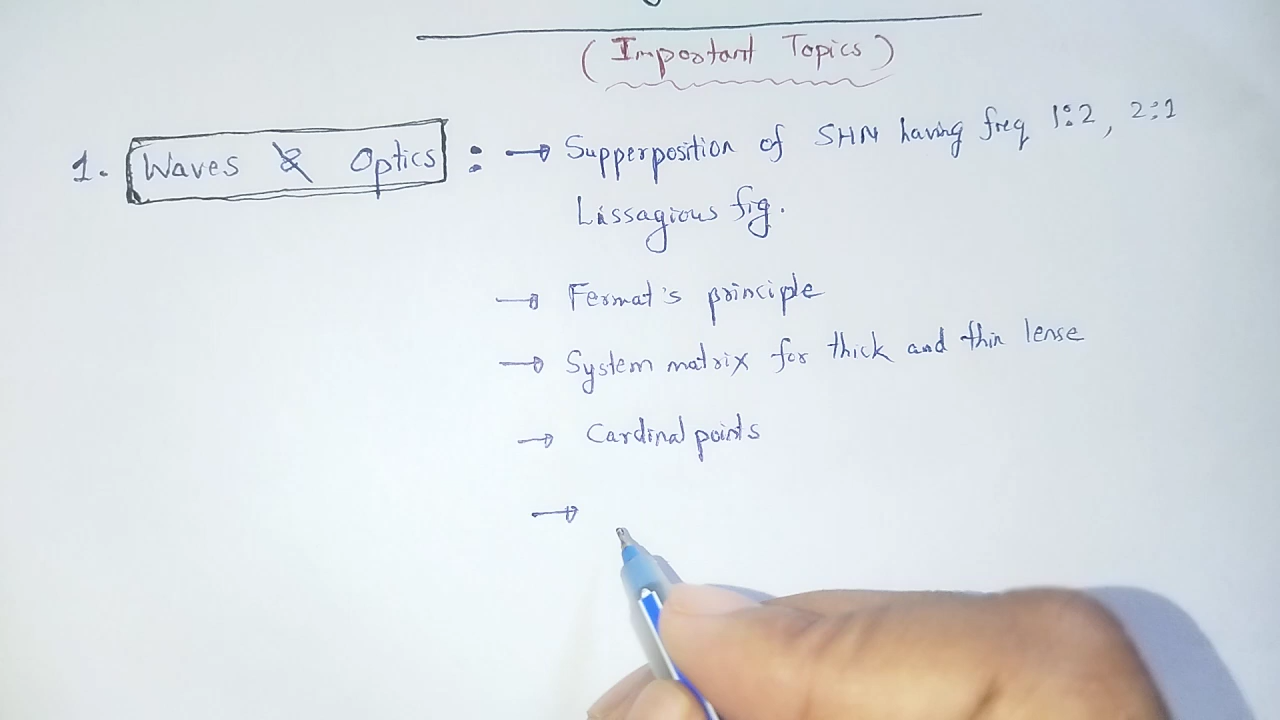 (Important Topics)
1. Waves & Optics : → Supperposition of SHM having freq 1:2, 2:1
Lissagious fig.
→ Fermat's principle
→ System matrix for thick and thin lense
→ Cardinal points
→